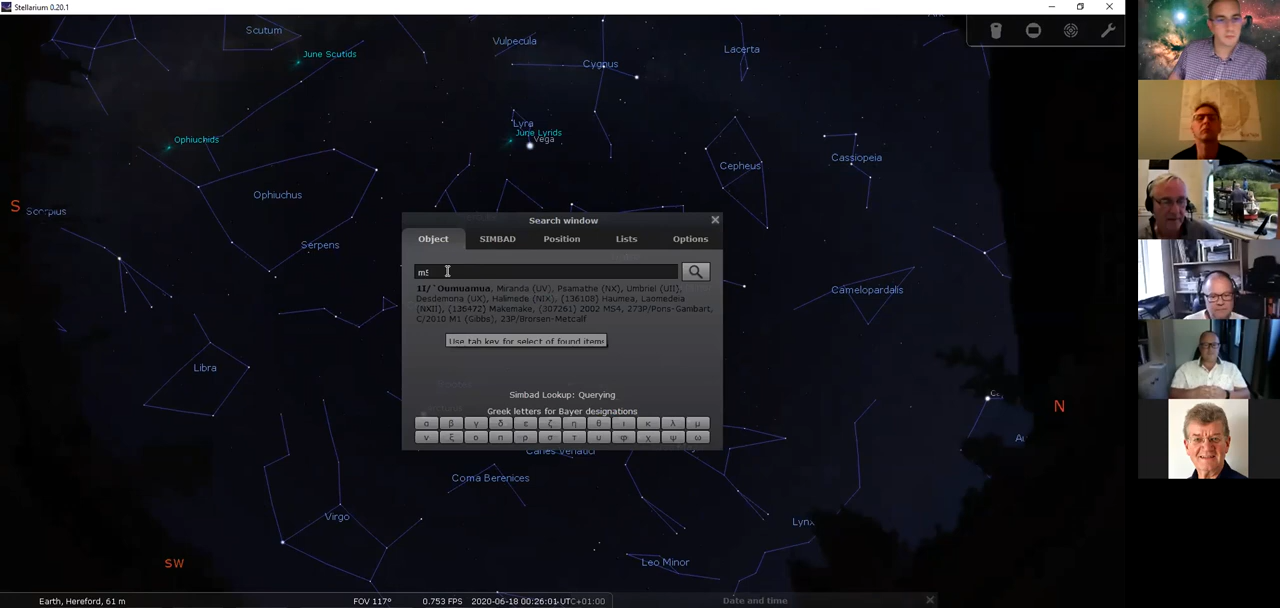 Stellarium 0.20.1
Scutum
June Scutids
Vulpecula
Cygnus
Lacerta
Ophiuchids
Lyra
June Lyrids
Vega
Cepheus
Cassiopeia
Ophiuchus
S
Scorpius
Serpens
Search window
Object
SIMBAD
Position
Lists
Options
m5
1I/ʻOumuamua, Miranda (UV), Psamathe (NX), Umbriel (UII),
Desdemona (UX), Halimede (NIX), (136108) Haumea, Laomedeia
(NXII), (136472) Makemake, (307261) 2002 MS4, 273P/Pons-Gambart,
C/2010 M1 (Gibbs), 23P/Brorsen-Metcalf
Use tab key for select of found items
Camelopardalis
Libra
Simbad Lookup: Querying
Greek letters for Bayer designations
α β γ δ ε ζ η θ ι κ λ μ
ν ξ ο π ρ σ τ υ φ χ ψ ω
N
Canes Venatici
Coma Berenices
Virgo
Lynx
SW
Leo Minor
Earth, Hereford, 61 m
FOV 117°
0.753 FPS
2020-06-18 00:26:01 UTC+01:00
Date and time